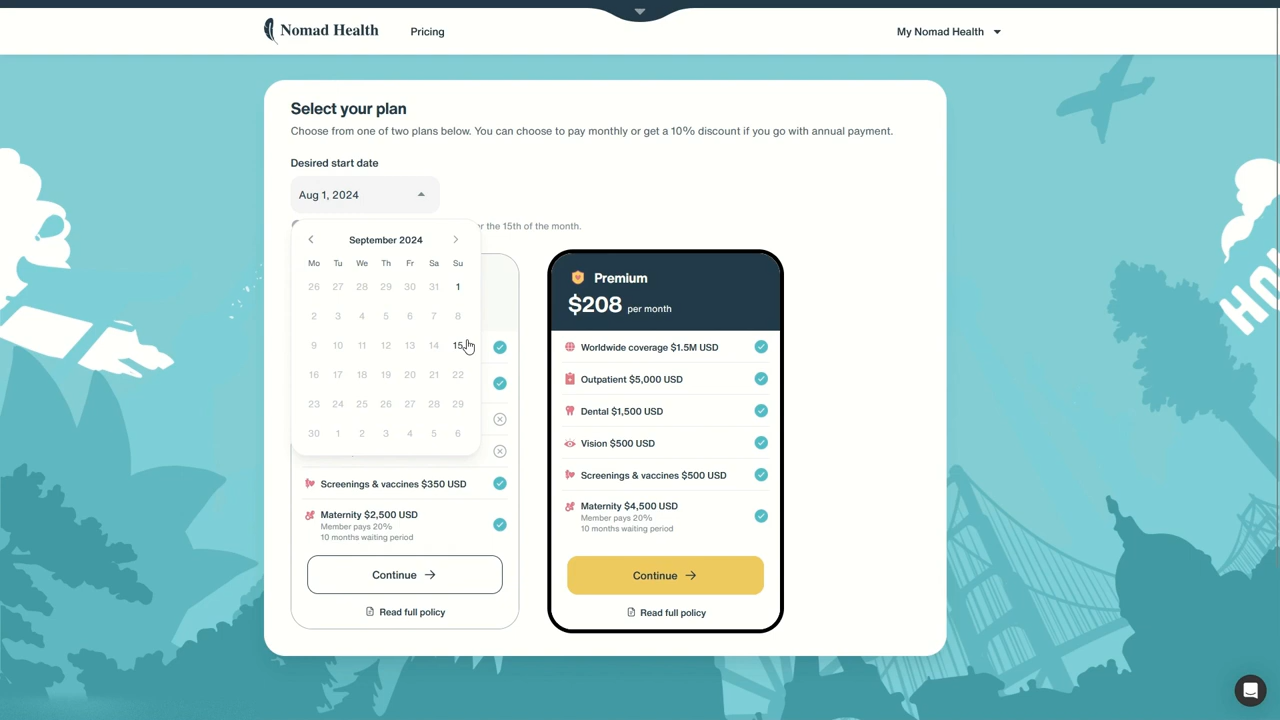 Nomad Health
Pricing
My Nomad Health
Select your plan
Choose from one of two plans below. You can choose to pay monthly or get a 10% discount if you go with annual payment.
Desired start date
Aug 1, 2024
the 15th of the month.
September 2024
Mo Tu We Th Fr Sa Su
26 27 28 29 30 31 1
2 3 4 5 6 7 8
9 10 11 12 13 14 15
16 17 18 19 20 21 22
23 24 25 26 27 28 29
30 1 2 3 4 5 6
Screenings & vaccines $350 USD
Maternity $2,500 USD
Member pays 20%
10 months waiting period
Continue
Read full policy
Premium
$208 per month
Worldwide coverage $1.5M USD
Outpatient $5,000 USD
Dental $1,500 USD
Vision $500 USD
Screenings & vaccines $500 USD
Maternity $4,500 USD
Member pays 20%
10 months waiting period
Continue
Read full policy